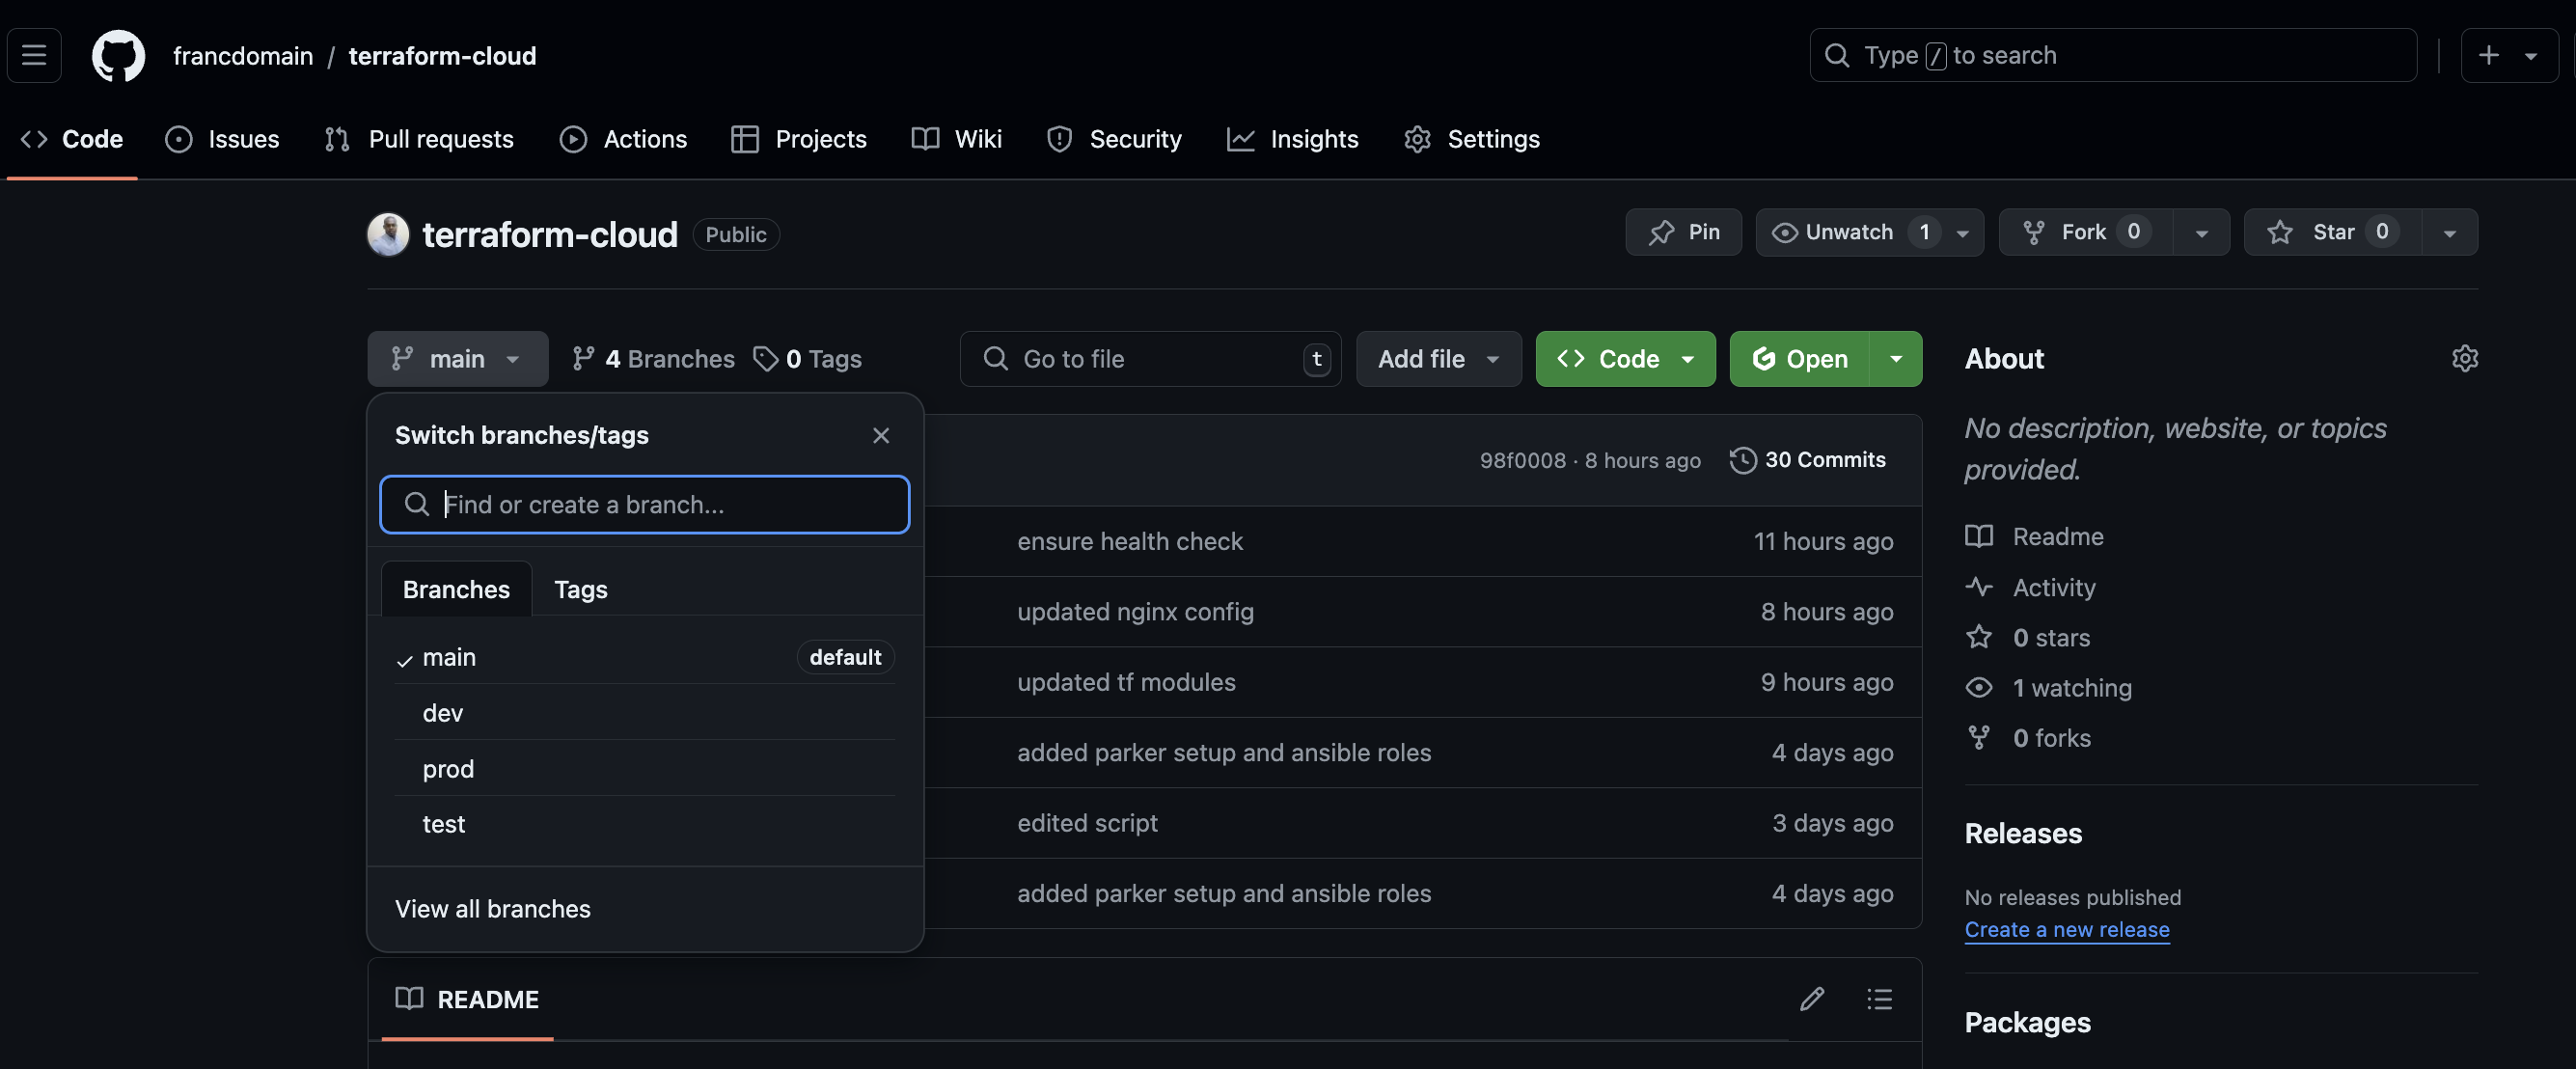 francdomain / terraform-cloud
Type / to search
Code Issues Pull requests Actions Projects Wiki Security Insights Settings
terraform-cloud Public
Pin Unwatch 1 Fork 0 Star 0
main 4 Branches 0 Tags Go to file t Add file Code Open
Switch branches/tags
Find or create a branch...
Branches Tags
main default
dev
prod
test
View all branches
98f0008 · 8 hours ago 30 Commits
ensure health check 11 hours ago
updated nginx config 8 hours ago
updated tf modules 9 hours ago
added parker setup and ansible roles 4 days ago
edited script 3 days ago
added parker setup and ansible roles 4 days ago
README
About
No description, website, or topics
provided.
Readme
Activity
0 stars
1 watching
0 forks
Releases
No releases published
Create a new release
Packages